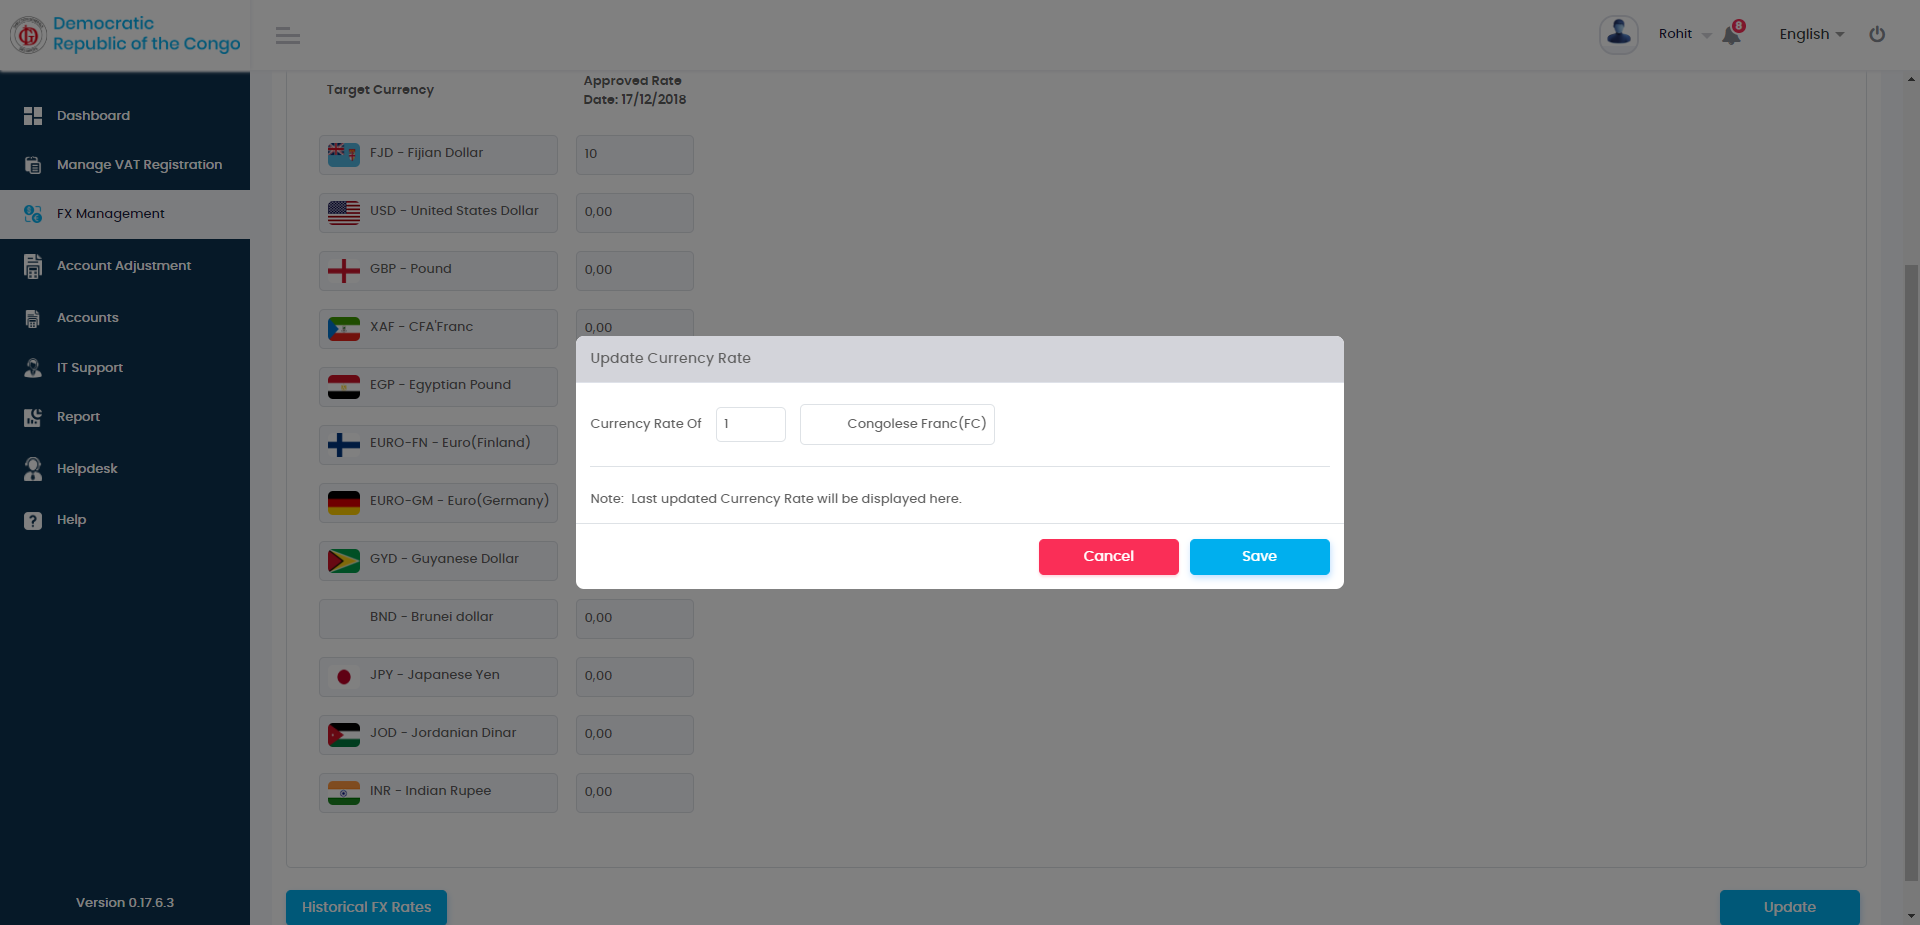 Democratic
Republic of the Congo
Rohit
8
English
Dashboard
Manage VAT Registration
FX Management
Account Adjustment
Accounts
IT Support
Report
Helpdesk
Help
Version 0.17.6.3
Target Currency
Approved Rate
Date: 17/12/2018
FJD - Fijian Dollar
10
USD - United States Dollar
0,00
GBP - Pound
0,00
XAF - CFA'Franc
0,00
EGP - Egyptian Pound
EURO-FN - Euro(Finland)
EURO-GM - Euro(Germany)
GYD - Guyanese Dollar
BND - Brunei dollar
0,00
JPY - Japanese Yen
0,00
JOD - Jordanian Dinar
0,00
INR - Indian Rupee
0,00
Update Currency Rate
Currency Rate Of
1
Congolese Franc(FC)
Note: Last updated Currency Rate will be displayed here.
Cancel
Save
Historical FX Rates
Update